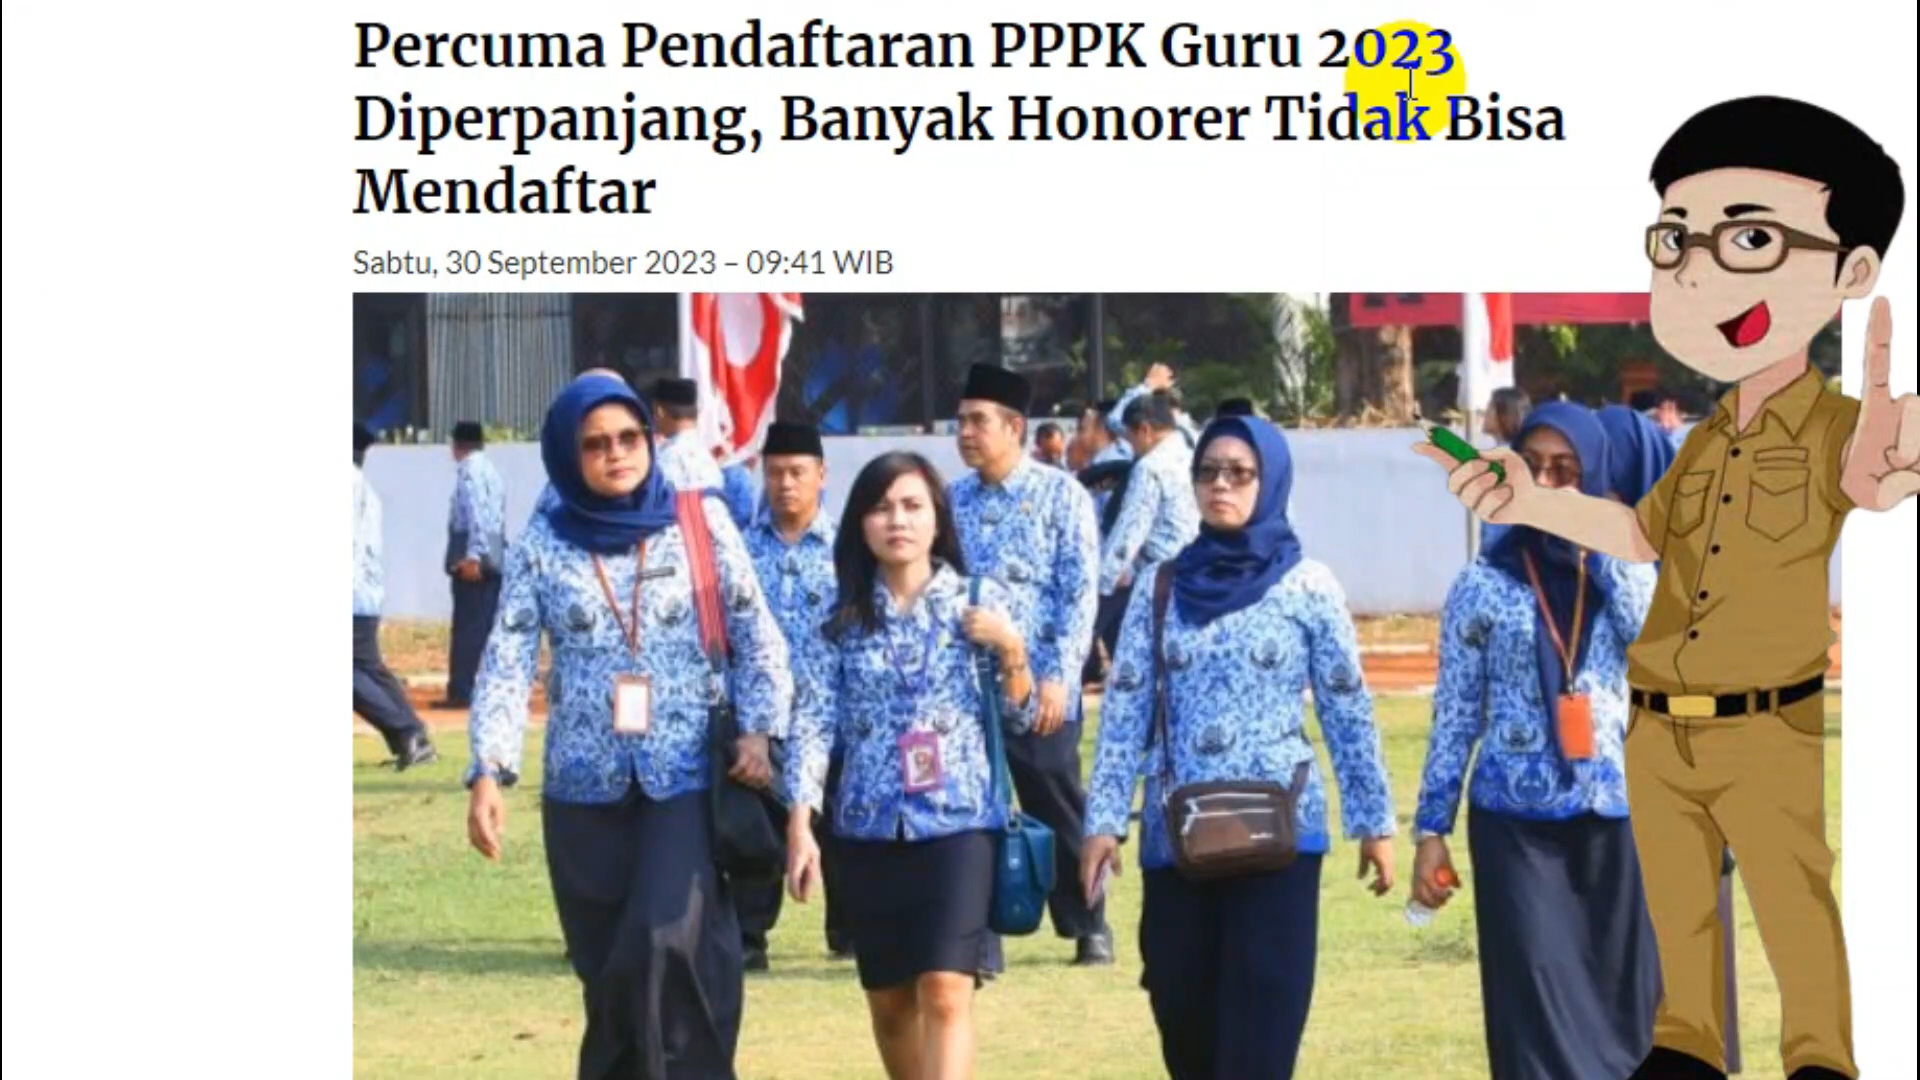 Percuma Pendaftaran PPPK Guru 2023
Diperpanjang, Banyak Honorer Tidak Bisa
Mendaftar
Sabtu, 30 September 2023 – 09:41 WIB